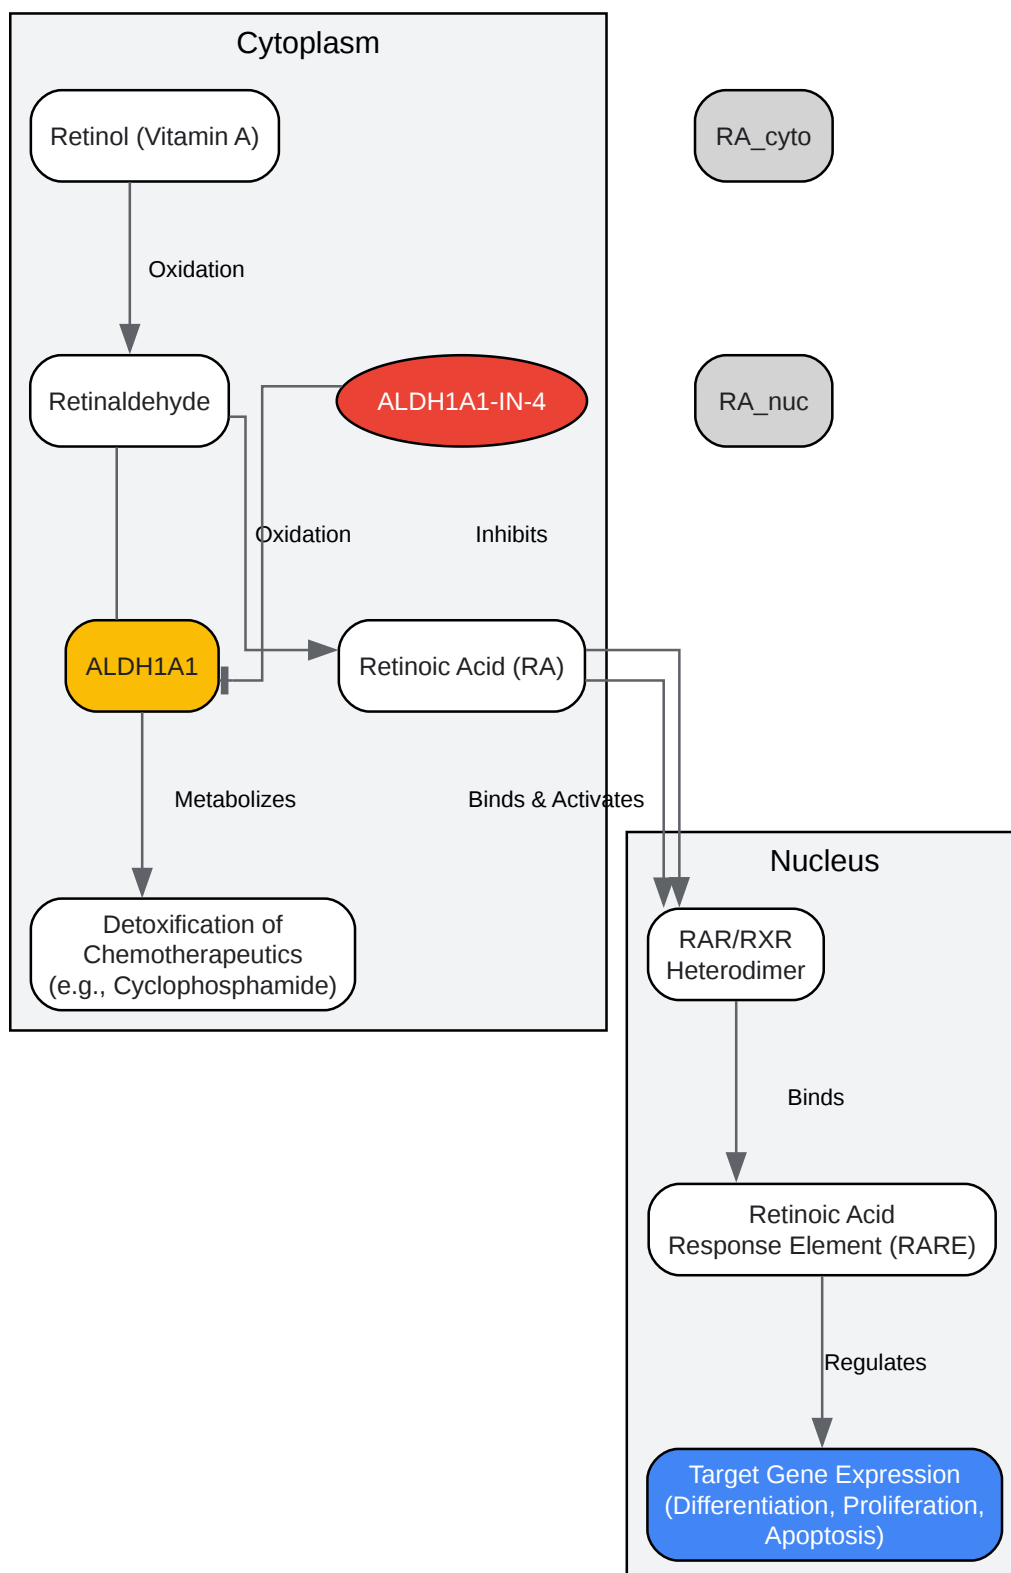 Cytoplasm
Retinol (Vitamin A)
RA_cyto
Oxidation
Retinaldehyde
ALDH1A1-IN-4
RA_nuc
Oxidation
Inhibits
ALDH1A1
Retinoic Acid (RA)
Metabolizes
Binds & Activates
Nucleus
Detoxification of
Chemotherapeutics
(e.g., Cyclophosphamide)
RAR/RXR
Heterodimer
Binds
Retinoic Acid
Response Element (RARE)
Regulates
Target Gene Expression
(Differentiation, Proliferation,
Apoptosis)